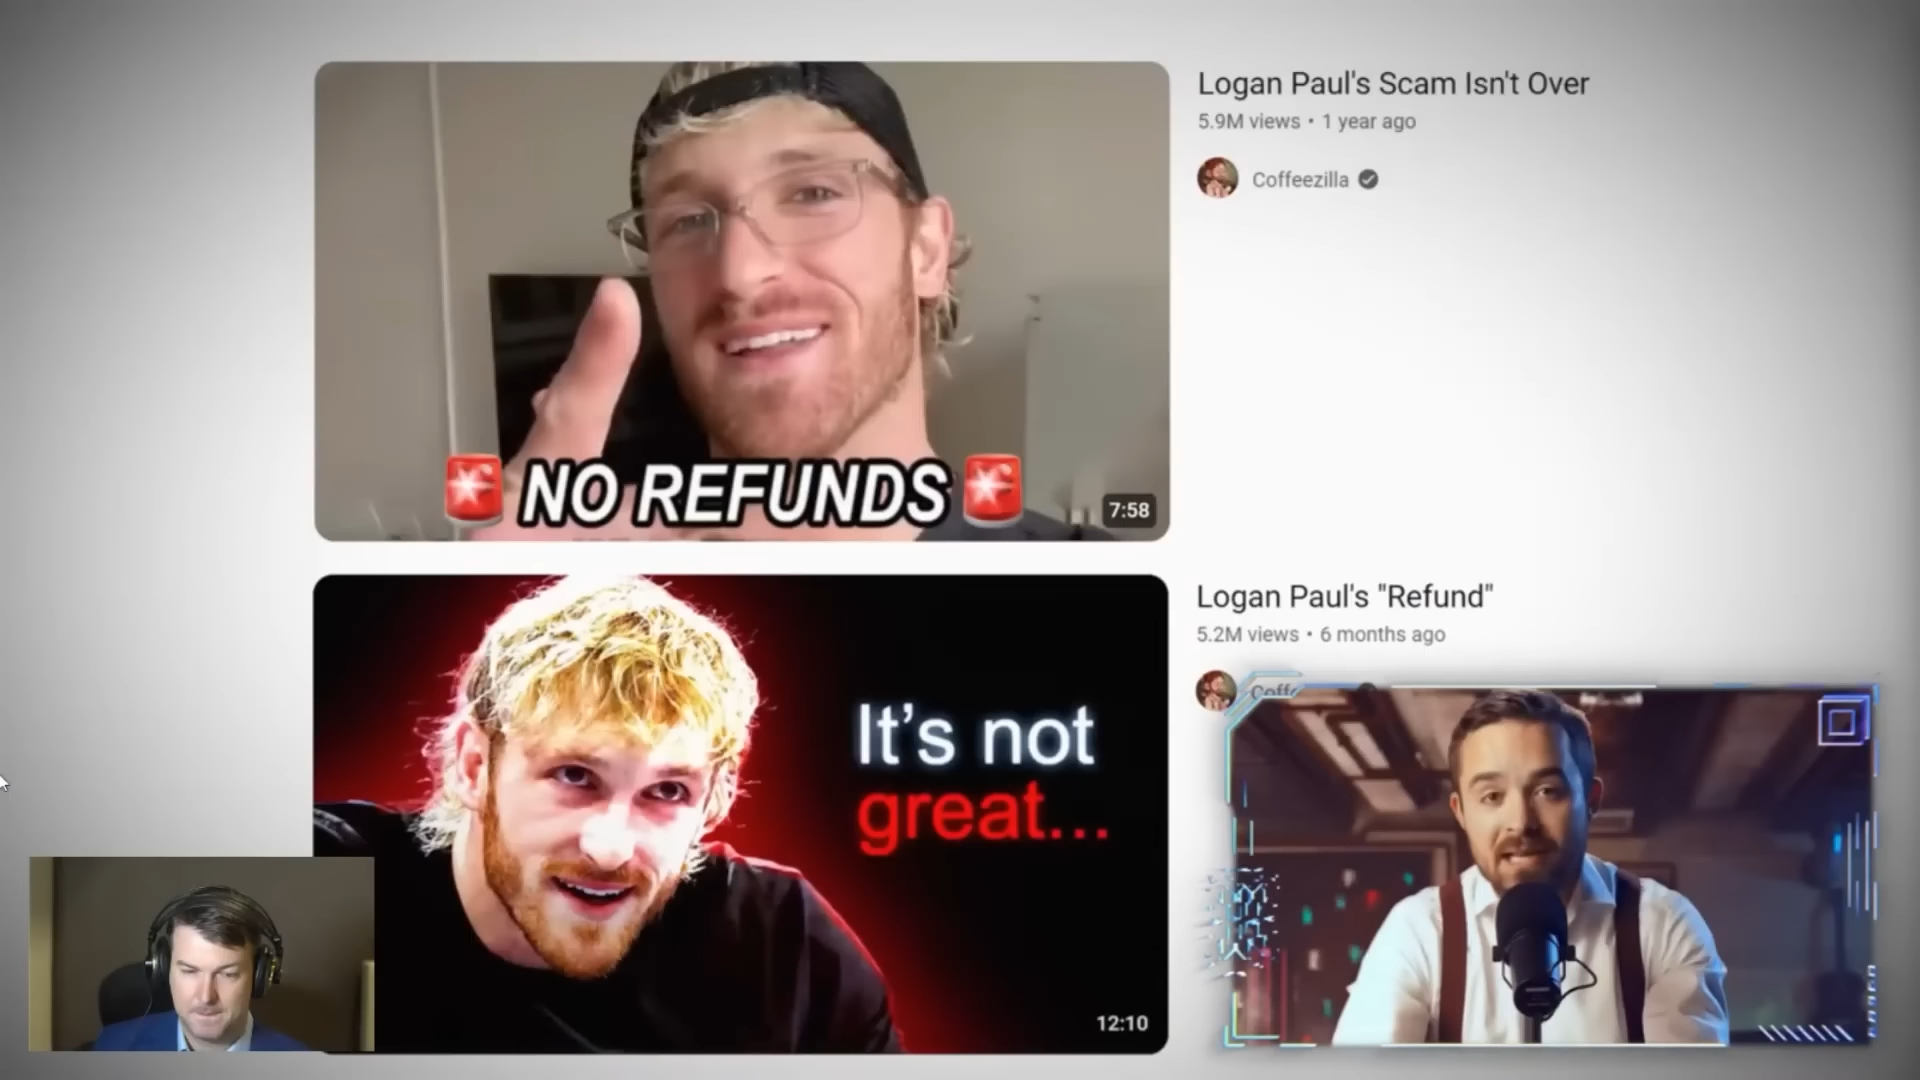 Logan Paul's Scam Isn't Over
5.9M views • 1 year ago
Coffeezilla
NO REFUNDS
7:58
Logan Paul's "Refund"
5.2M views • 6 months ago
It's not
great...
12:10